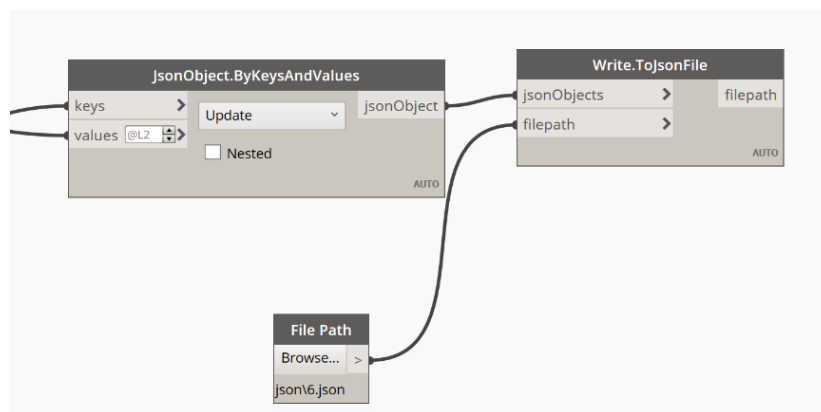 JsonObject.ByKeysAndValues
keys > Update jsonObject
values @L2 >
Nested
AUTO
Write.ToJsonFile
jsonObjects > filepath
filepath >
AUTO
File Path
Browse... >
json\6.json